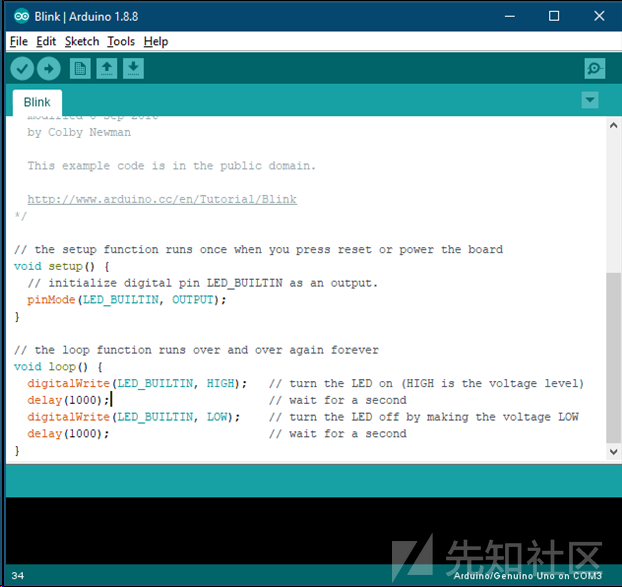 Blink | Arduino 1.8.8
File Edit Sketch Tools Help
Blink
modified 8 Sep 2016
by Colby Newman
This example code is in the public domain.
http://www.arduino.cc/en/Tutorial/Blink
*/
// the setup function runs once when you press reset or power the board
void setup() {
// initialize digital pin LED_BUILTIN as an output.
pinMode(LED_BUILTIN, OUTPUT);
}
// the loop function runs over and over again forever
void loop() {
digitalWrite(LED_BUILTIN, HIGH); // turn the LED on (HIGH is the voltage level)
delay(1000); // wait for a second
digitalWrite(LED_BUILTIN, LOW); // turn the LED off by making the voltage LOW
delay(1000); // wait for a second
}
先知社区
34 Arduino/Genuino Uno on COM3